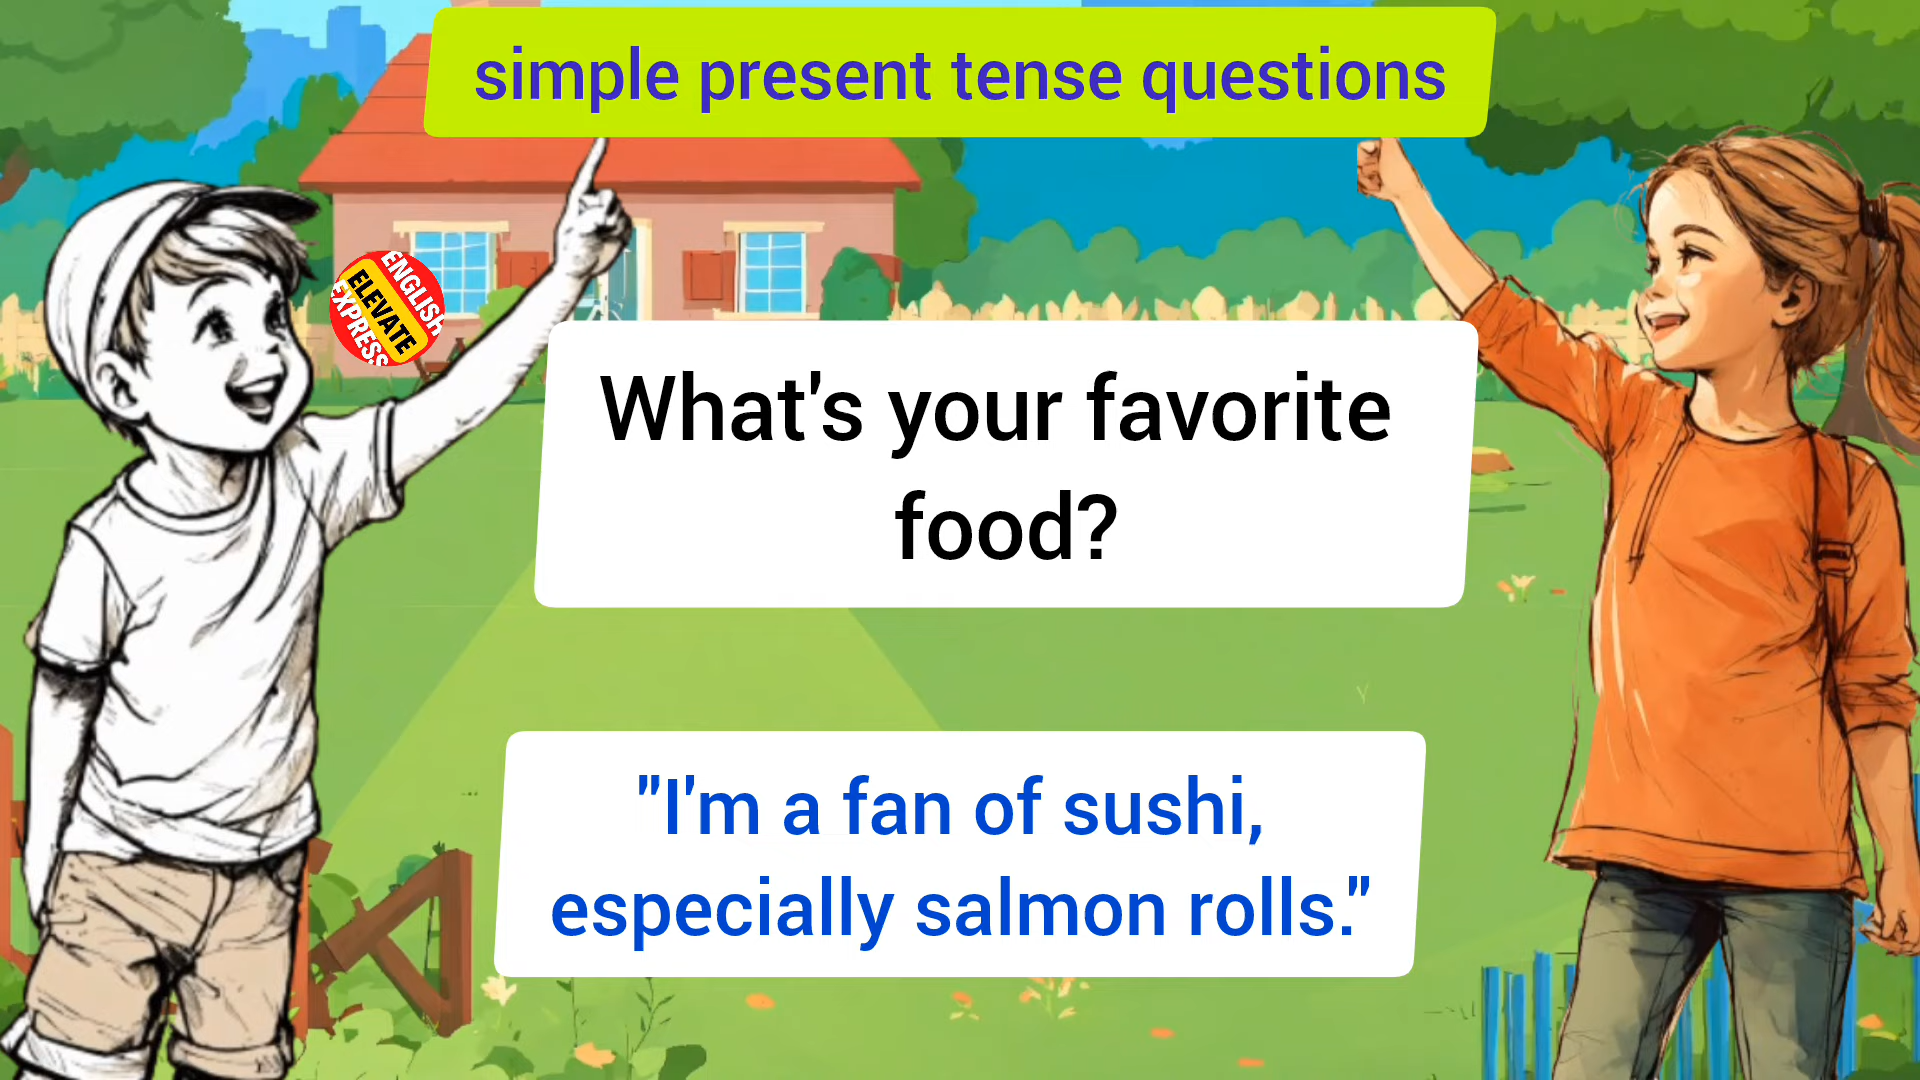 simple present tense questions
ENGLISH
ELEVATE
EXPRESS
What's your favorite
food?
"I'm a fan of sushi,
especially salmon rolls."